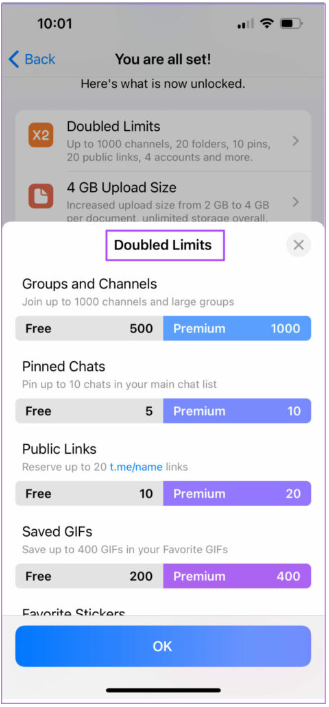 10:01
Back
You are all set!
Here's what is now unlocked.
X2
Doubled Limits
Up to 1000 channels, 20 folders, 10 pins,
20 public links, 4 accounts and more.
4 GB Upload Size
Increased upload size from 2 GB to 4 GB
per document, unlimited storage overall.
Doubled Limits
Groups and Channels
Join up to 1000 channels and large groups
Free 500 Premium 1000
Pinned Chats
Pin up to 10 chats in your main chat list
Free 5 Premium 10
Public Links
Reserve up to 20 t.me/name links
Free 10 Premium 20
Saved GIFs
Save up to 400 GIFs in your Favorite GIFs
Free 200 Premium 400
Favorite Stickers
OK